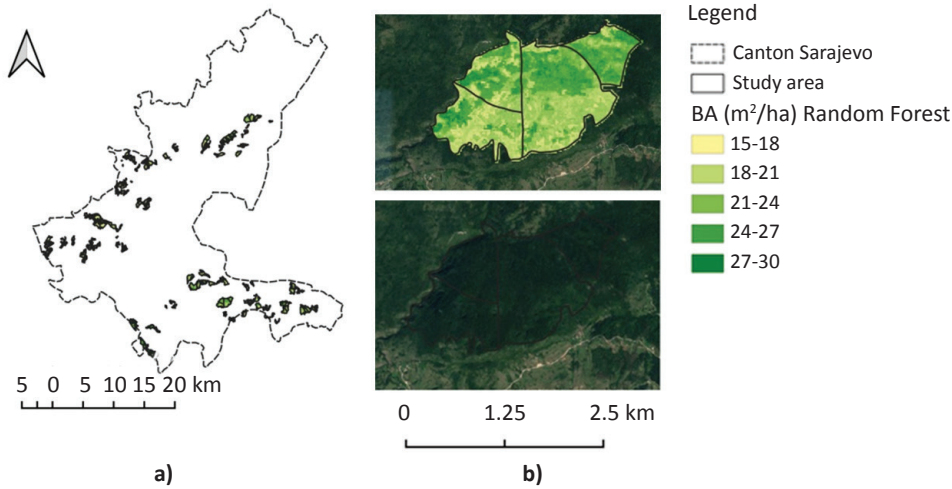 Legend
Canton Sarajevo
Study area
BA (m²/ha) Random Forest
15-18
18-21
21-24
24-27
27-30
5 0 5 10 15 20 km
0 1.25 2.5 km
a)
b)